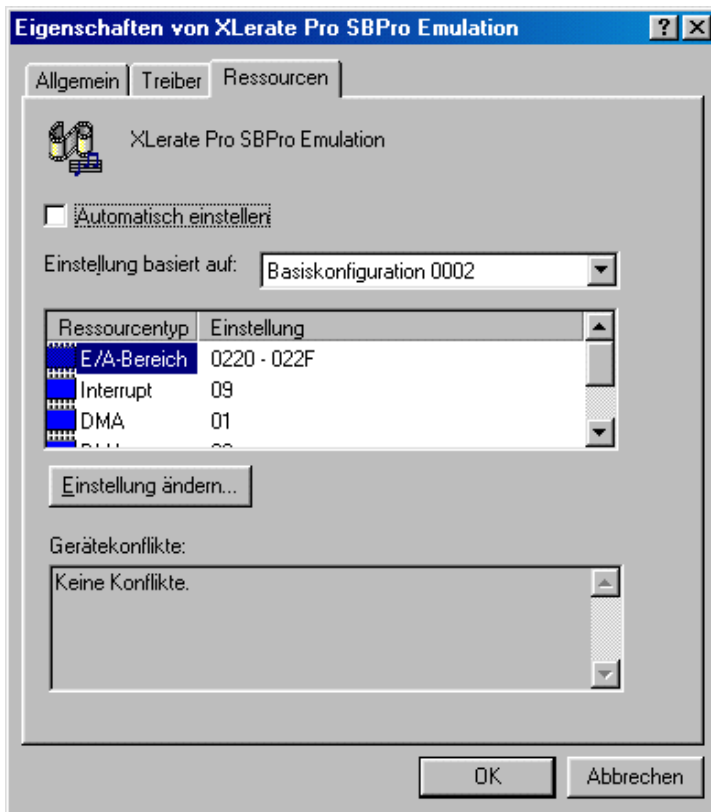 Eigenschaften von XLerate Pro SBPro Emulation
Allgemein Treiber Ressourcen
XLerate Pro SBPro Emulation
Automatisch einstellen
Einstellung basiert auf: Basiskonfiguration 0002
Ressourcentyp Einstellung
E/A-Bereich 0220 - 022F
Interrupt 09
DMA 01
Einstellung ändern...
Gerätekonflikte:
Keine Konflikte.
OK Abbrechen